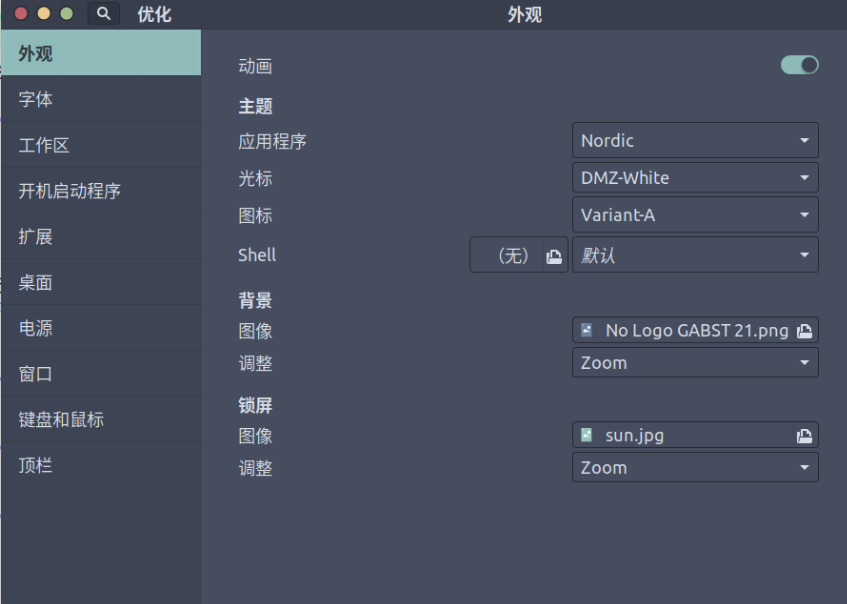 优化
外观
外观
字体
工作区
开机启动程序
扩展
桌面
电源
窗口
键盘和鼠标
顶栏
动画
主题
应用程序 Nordic
光标 DMZ-White
图标 Variant-A
Shell （无） 默认
背景
图像 No Logo GABST 21.png
调整 Zoom
锁屏
图像 sun.jpg
调整 Zoom